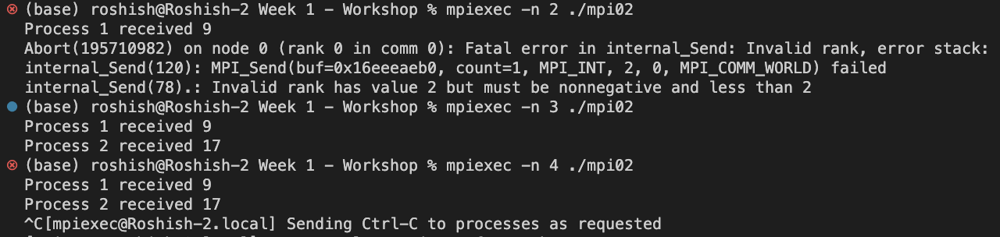 (base) roshish@Roshish-2 Week 1 - Workshop % mpiexec -n 2 ./mpi02
Process 1 received 9
Abort(195710982) on node 0 (rank 0 in comm 0): Fatal error in internal_Send: Invalid rank, error stack:
internal_Send(120): MPI_Send(buf=0x16eeeaeb0, count=1, MPI_INT, 2, 0, MPI_COMM_WORLD) failed
internal_Send(78).: Invalid rank has value 2 but must be nonnegative and less than 2
(base) roshish@Roshish-2 Week 1 - Workshop % mpiexec -n 3 ./mpi02
Process 1 received 9
Process 2 received 17
(base) roshish@Roshish-2 Week 1 - Workshop % mpiexec -n 4 ./mpi02
Process 1 received 9
Process 2 received 17
^C[mpiexec@Roshish-2.local] Sending Ctrl-C to processes as requested